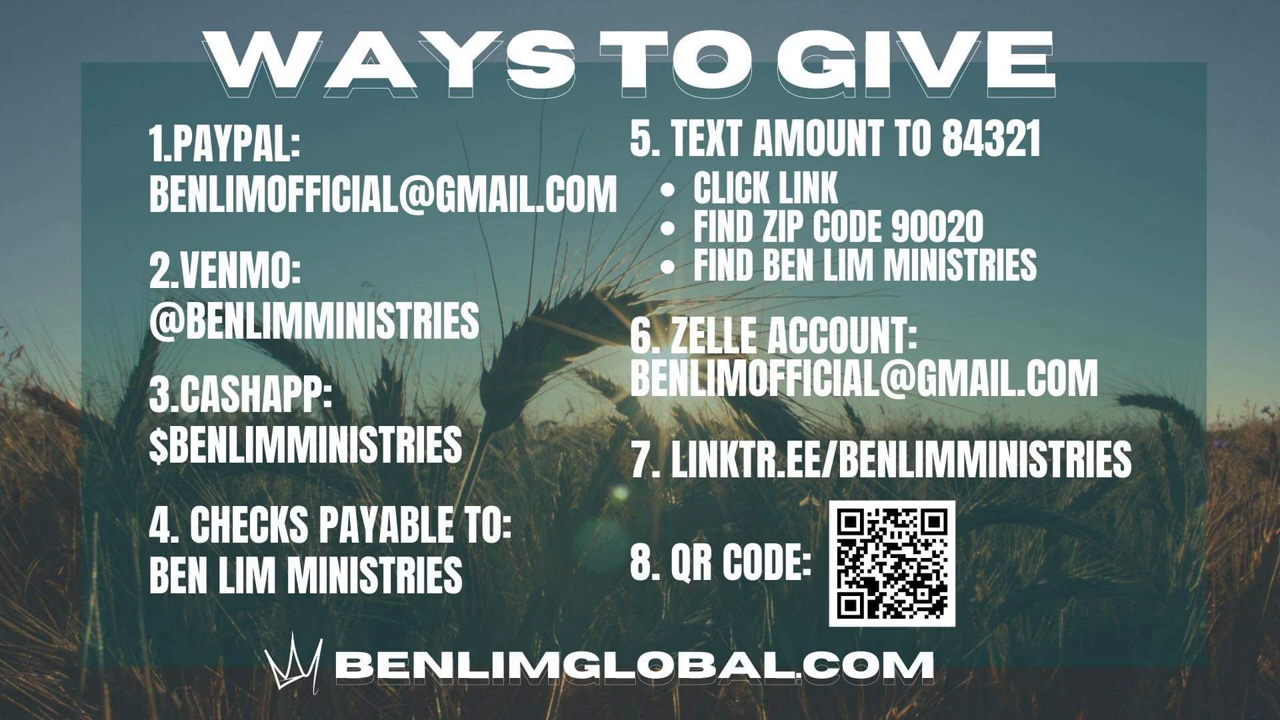 WAYS TO GIVE
1.PAYPAL:
BENLIMOFFICIAL@GMAIL.COM
2.VENMO:
@BENLIMMINISTRIES
3.CASHAPP:
$BENLIMMINISTRIES
4. CHECKS PAYABLE TO:
BEN LIM MINISTRIES
5. TEXT AMOUNT TO 84321
• CLICK LINK
• FIND ZIP CODE 90020
• FIND BEN LIM MINISTRIES
6. ZELLE ACCOUNT:
BENLIMOFFICIAL@GMAIL.COM
7. LINKTR.EE/BENLIMMINISTRIES
8. QR CODE:
BENLIMGLOBAL.COM